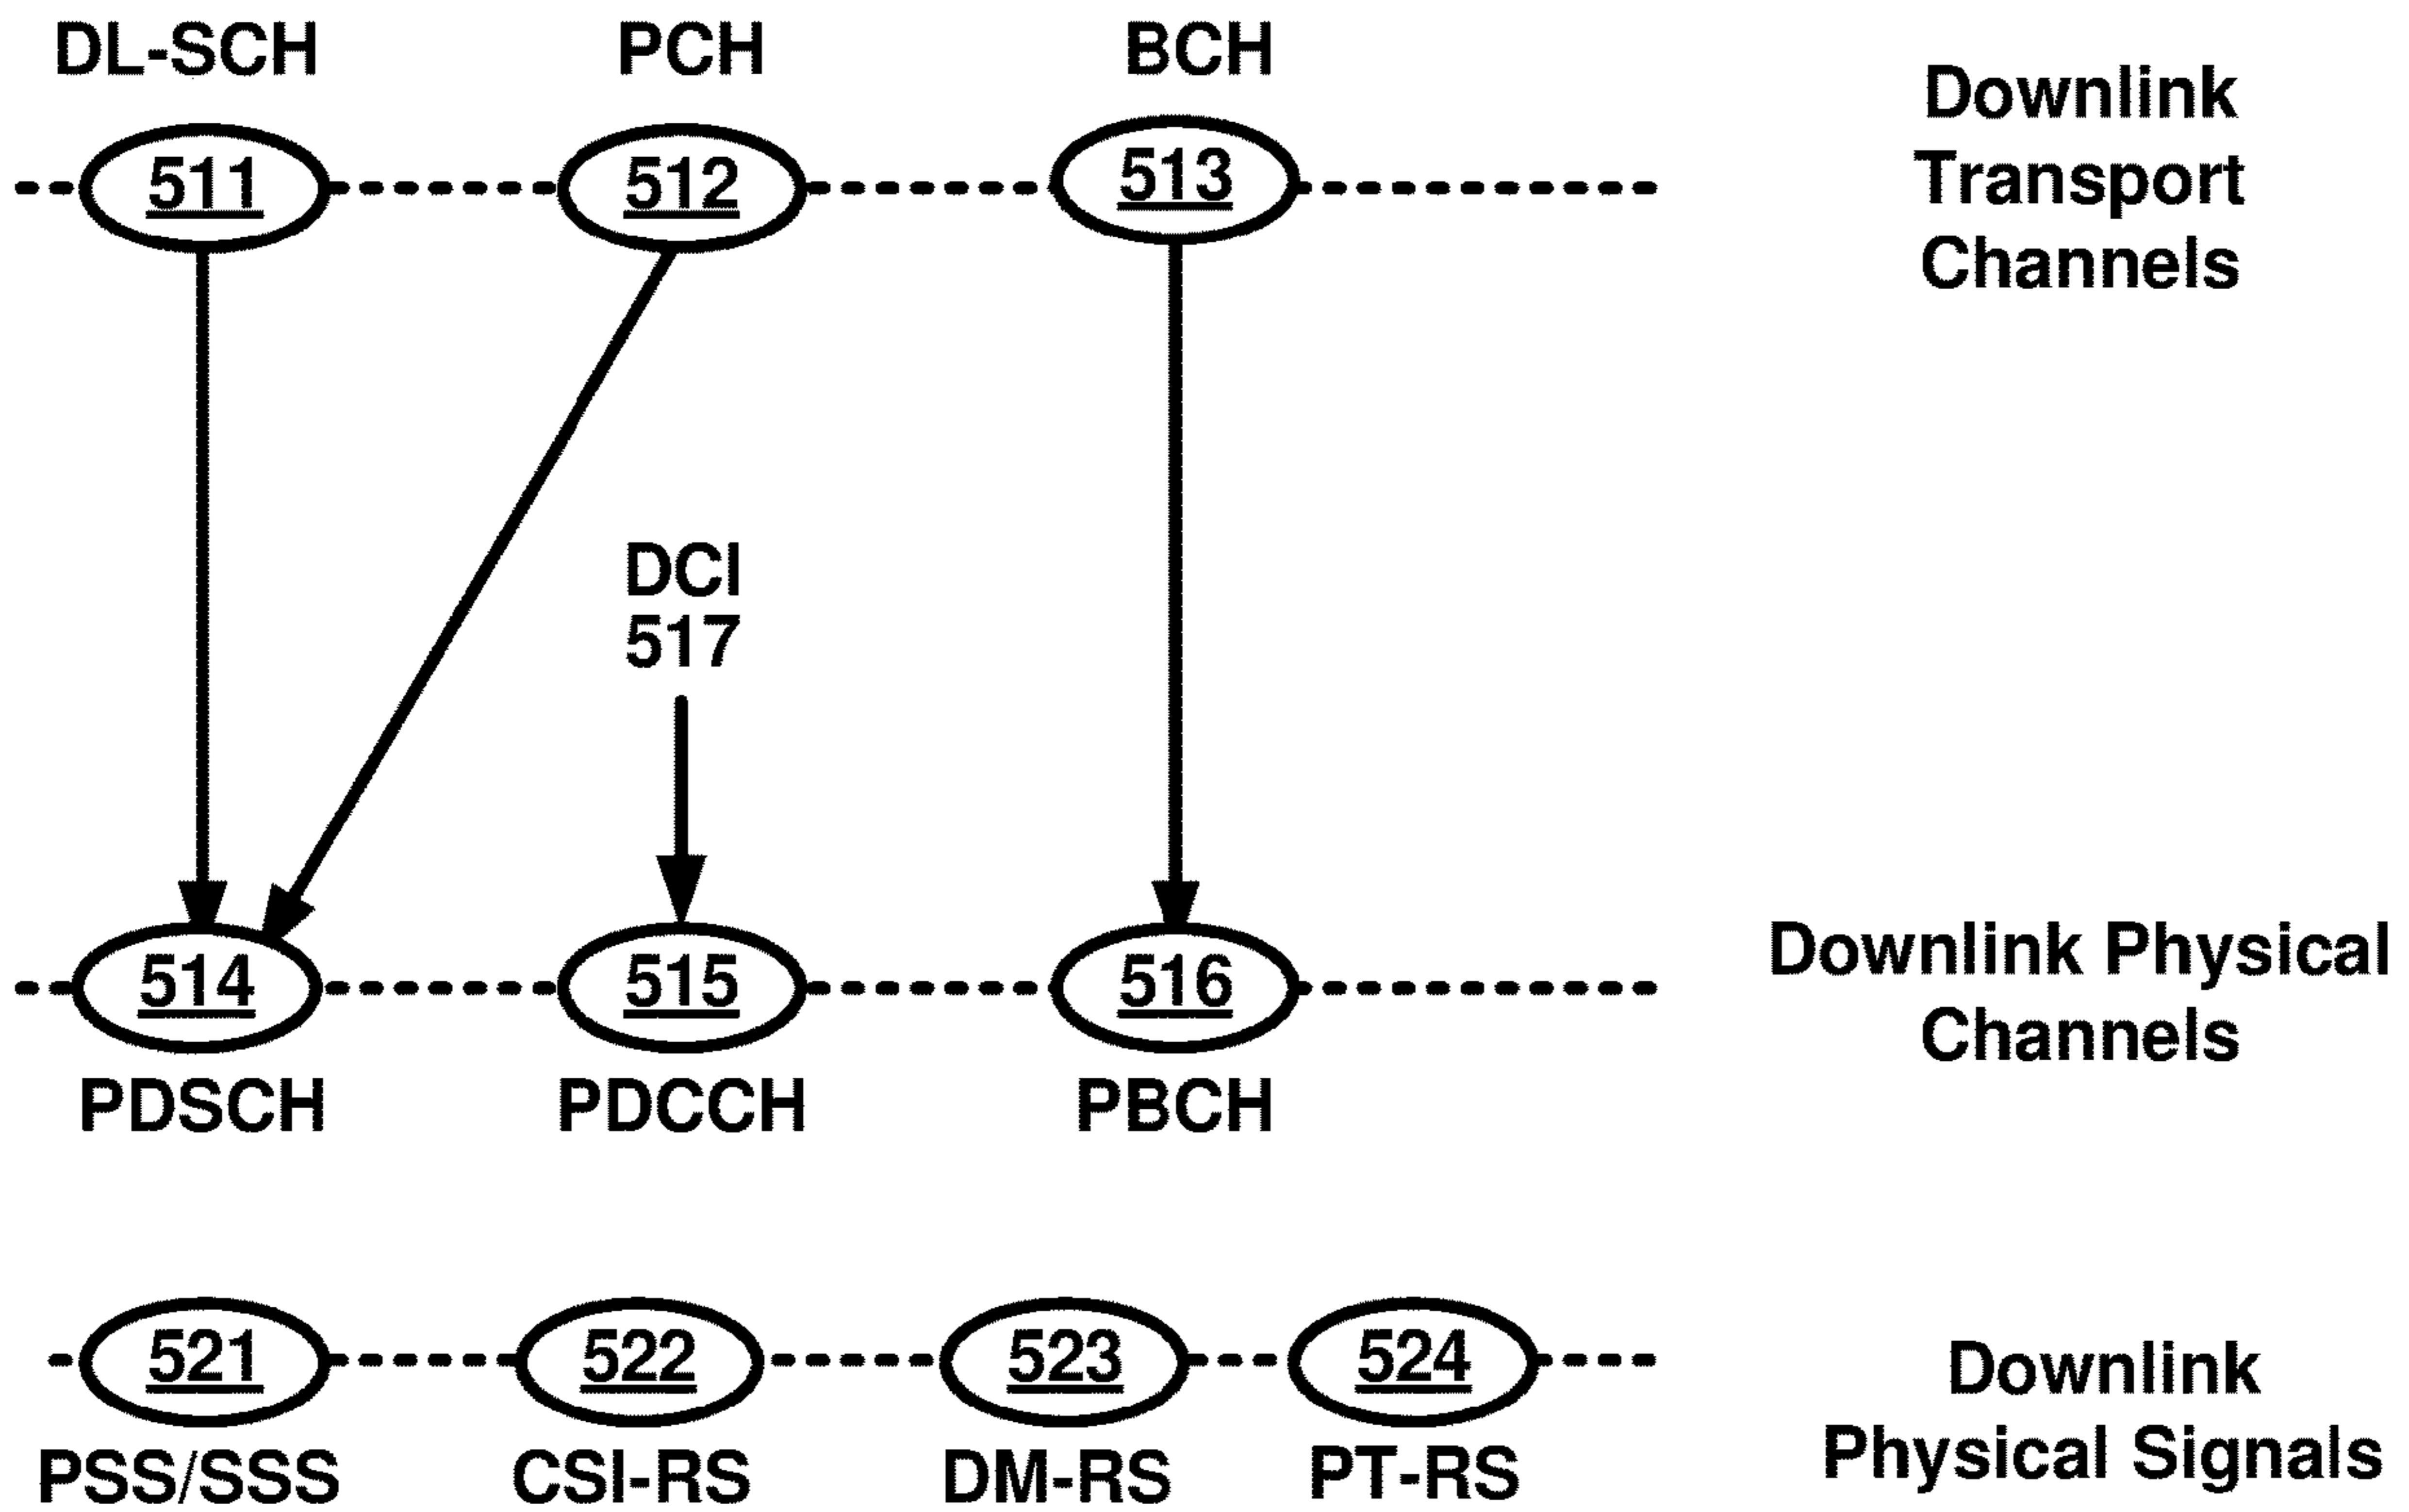 DL-SCH PCH BCH
Downlink
Transport
Channels
511 512 513
DCI
517
Downlink Physical
Channels
514 515 516
PDSCH PDCCH PBCH
521 522 523 524
Downlink
Physical Signals
PSS/SSS CSI-RS DM-RS PT-RS